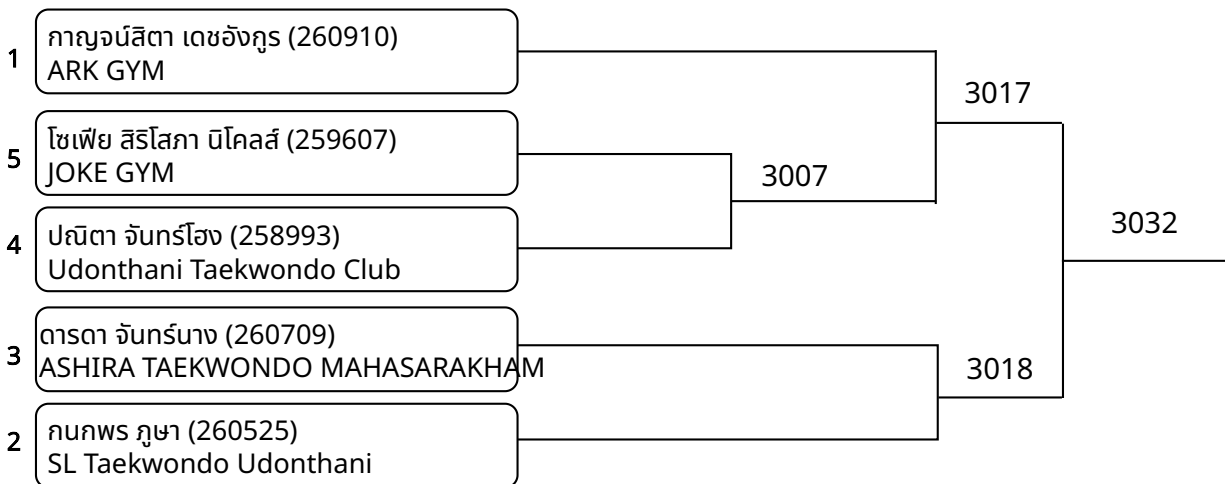 1
กาญจน์สิตา เดชอังกูร (260910)
ARK GYM
3017
5
โซเฟีย สิริโสภา นิโคลส์ (259607)
JOKE GYM
3007
4
ปณิตา จันทร์โฮง (258993)
Udonthani Taekwondo Club
3032
3
ดารดา จันทร์นาง (260709)
ASHIRA TAEKWONDO MAHASARAKHAM
3018
2
กนกพร ภูษา (260525)
SL Taekwondo Udonthani